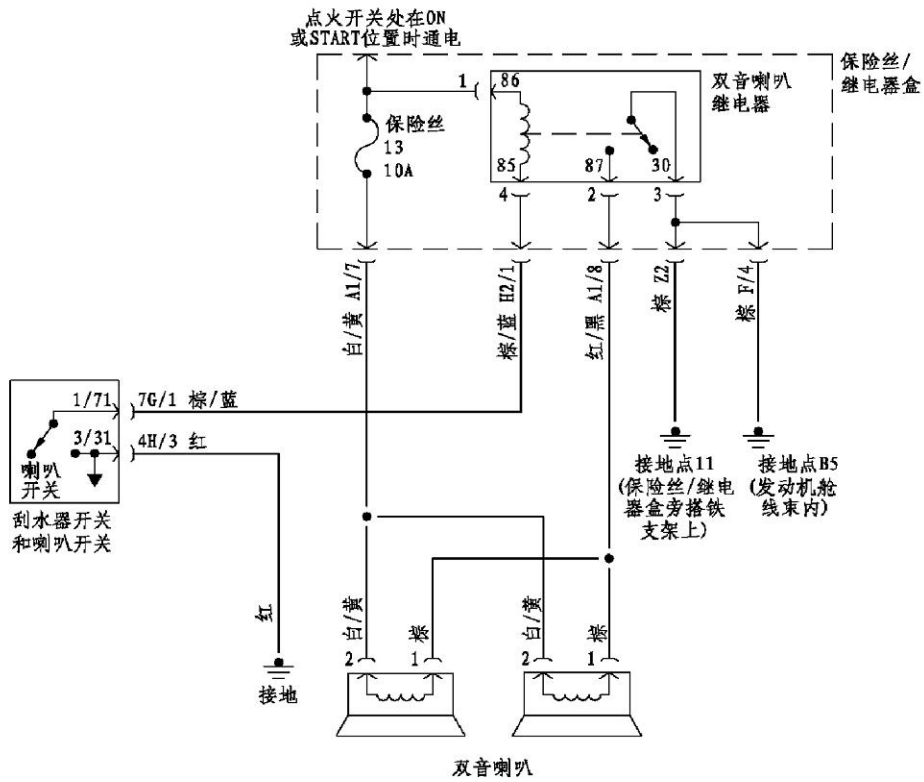 点火开关处在ON
或START位置时通电
保险丝/
继电器盒
1
86
双音喇叭
继电器
保险丝
13
10A
85
87
30
4
2
3
白/黄 A1/7
棕/蓝 H2/1
红/黑 A1/8
棕 Z2
棕 F/4
1/71
7G/1 棕/蓝
3/31
4H/3 红
喇叭
开关
刮水器开关
和喇叭开关
接地点11
(保险丝/继电
器盒旁搭铁
支架上)
接地点B5
(发动机舱
线束内)
红
白/黄
棕
白/黄
棕
2
1
2
1
接地
双音喇叭